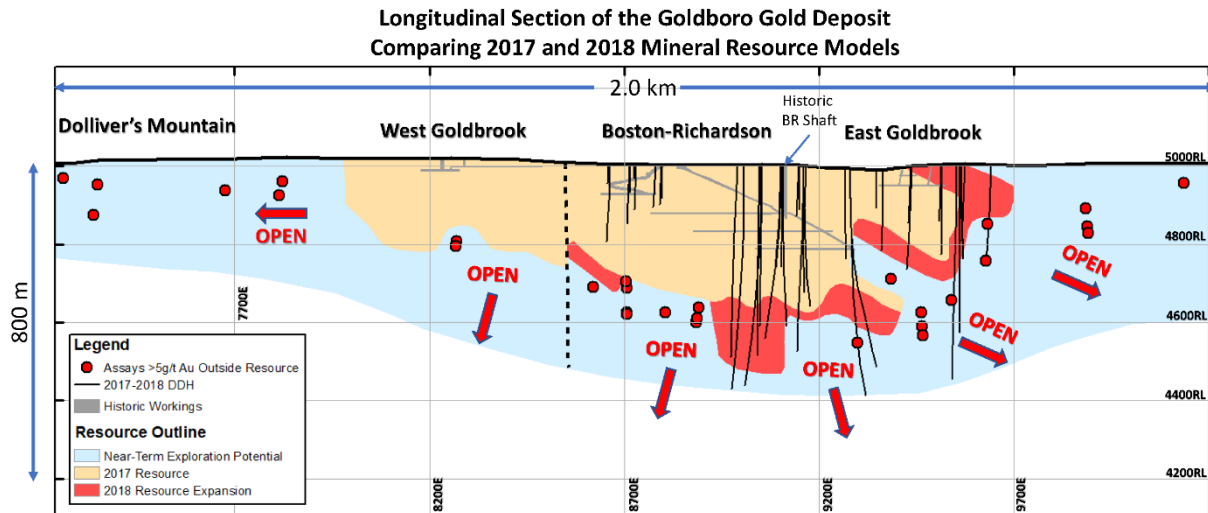 Longitudinal Section of the Goldboro Gold Deposit
Comparing 2017 and 2018 Mineral Resource Models
2.0 km
Historic
BR Shaft
Dolliver's Mountain
West Goldbrook
Boston-Richardson
East Goldbrook
5000RL
OPEN
4800RL
OPEN
OPEN
800 m
7700E
4600RL
OPEN
OPEN
OPEN
4400RL
4200RL
8200E
8700E
9200E
9700E
Legend
Assays >5g/t Au Outside Resource
2017-2018 DDH
Historic Workings
Resource Outline
Near-Term Exploration Potential
2017 Resource
2018 Resource Expansion